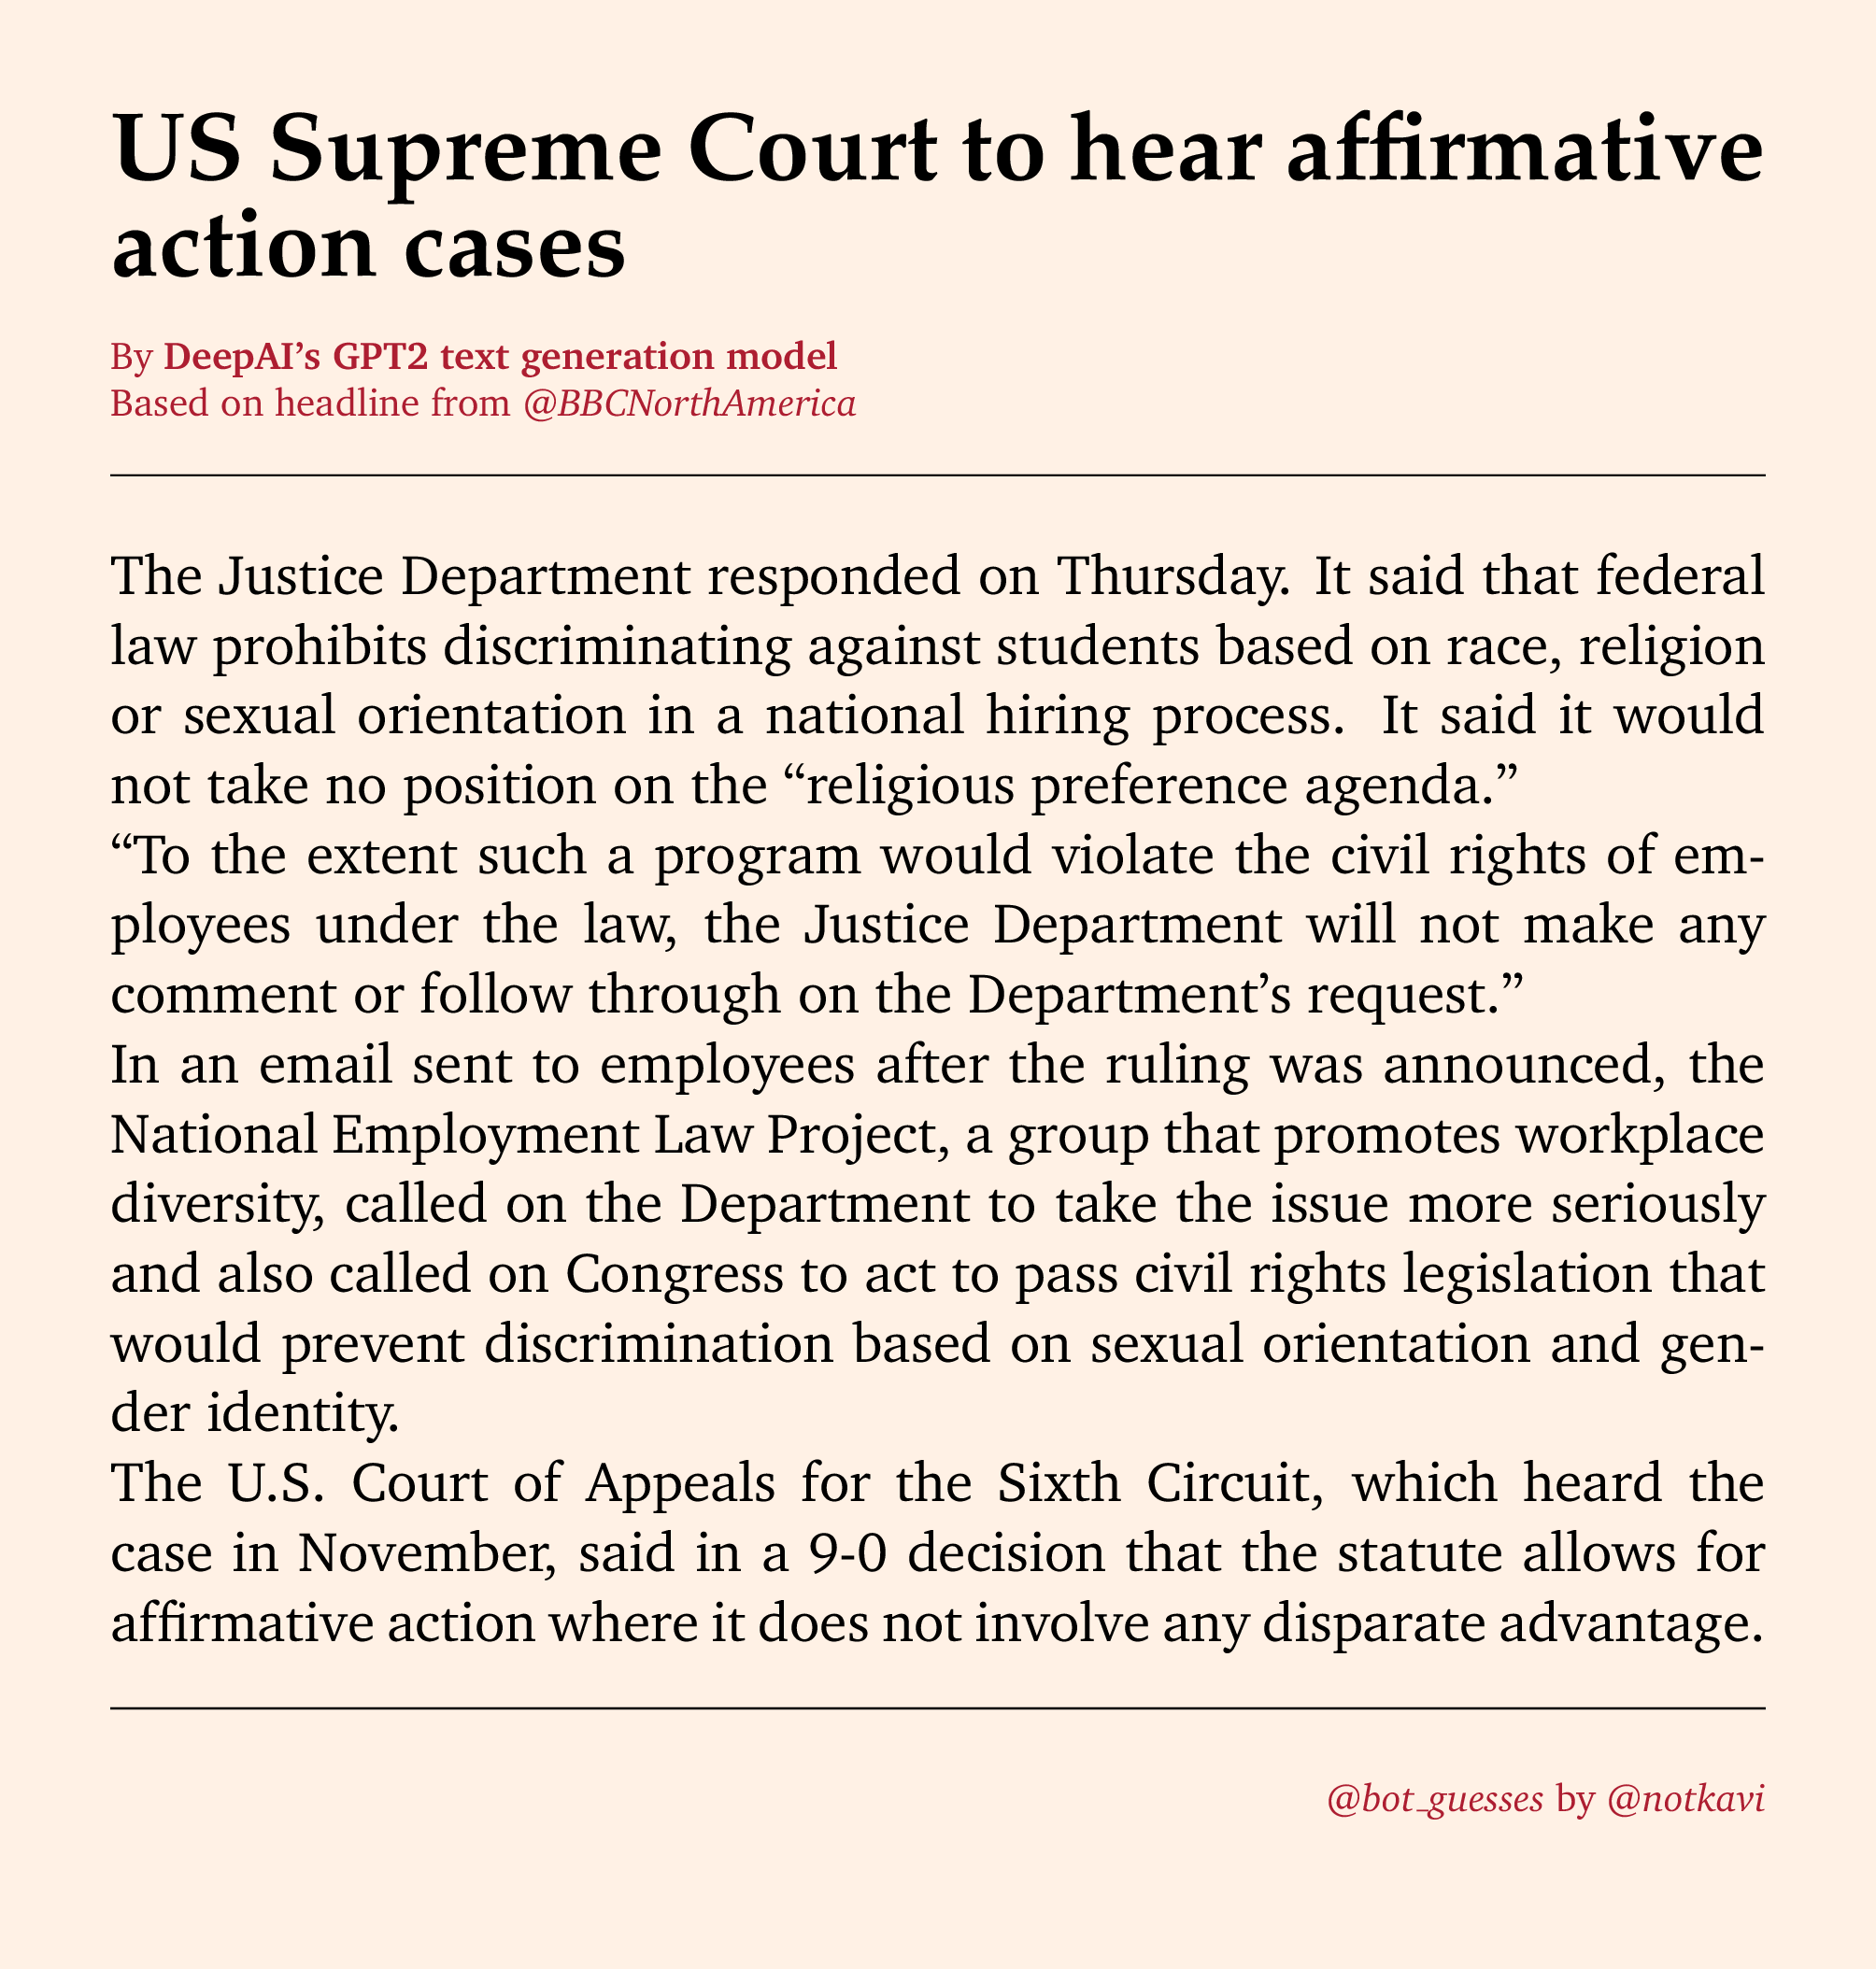 US Supreme Court to hear affirmative
action cases
By DeepAI’s GPT2 text generation model
Based on headline from @BBCNorthAmerica
The Justice Department responded on Thursday. It said that federal
law prohibits discriminating against students based on race, religion
or sexual orientation in a national hiring process. It said it would
not take no position on the “religious preference agenda.”
“To the extent such a program would violate the civil rights of em-
ployees under the law, the Justice Department will not make any
comment or follow through on the Department’s request.”
In an email sent to employees after the ruling was announced, the
National Employment Law Project, a group that promotes workplace
diversity, called on the Department to take the issue more seriously
and also called on Congress to act to pass civil rights legislation that
would prevent discrimination based on sexual orientation and gen-
der identity.
The U.S. Court of Appeals for the Sixth Circuit, which heard the
case in November, said in a 9-0 decision that the statute allows for
affirmative action where it does not involve any disparate advantage.
@bot_guesses by @notkavi